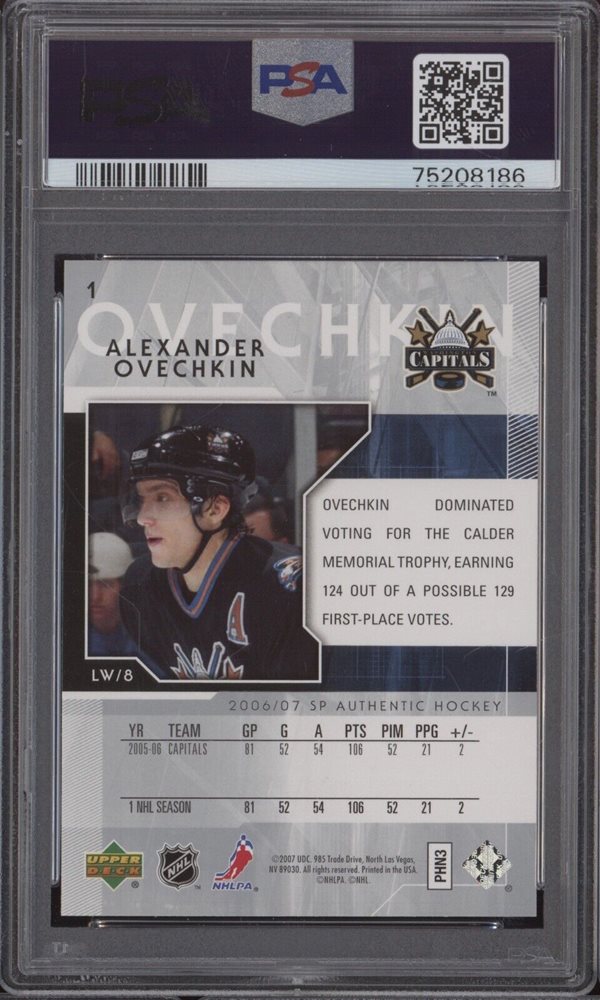 PSA
75208186
1
OVECHKIN
ALEXANDER
OVECHKIN
CAPITALS
TM
A
OVECHKIN DOMINATED
VOTING FOR THE CALDER
MEMORIAL TROPHY, EARNING
124 OUT OF A POSSIBLE 129
FIRST-PLACE VOTES.
LW/8
2006/07 SP AUTHENTIC HOCKEY
YR TEAM GP G A PTS PIM PPG +/-
2005-06 CAPITALS 81 52 54 106 52 21 2
1 NHL SEASON 81 52 54 106 52 21 2
UPPER
DECK
NHL
NHLPA
©2007 UDC. 985 Trade Drive, North Las Vegas,
NV 89030. All rights reserved. Printed in the USA.
©NHLPA. ©NHL.
PHN3